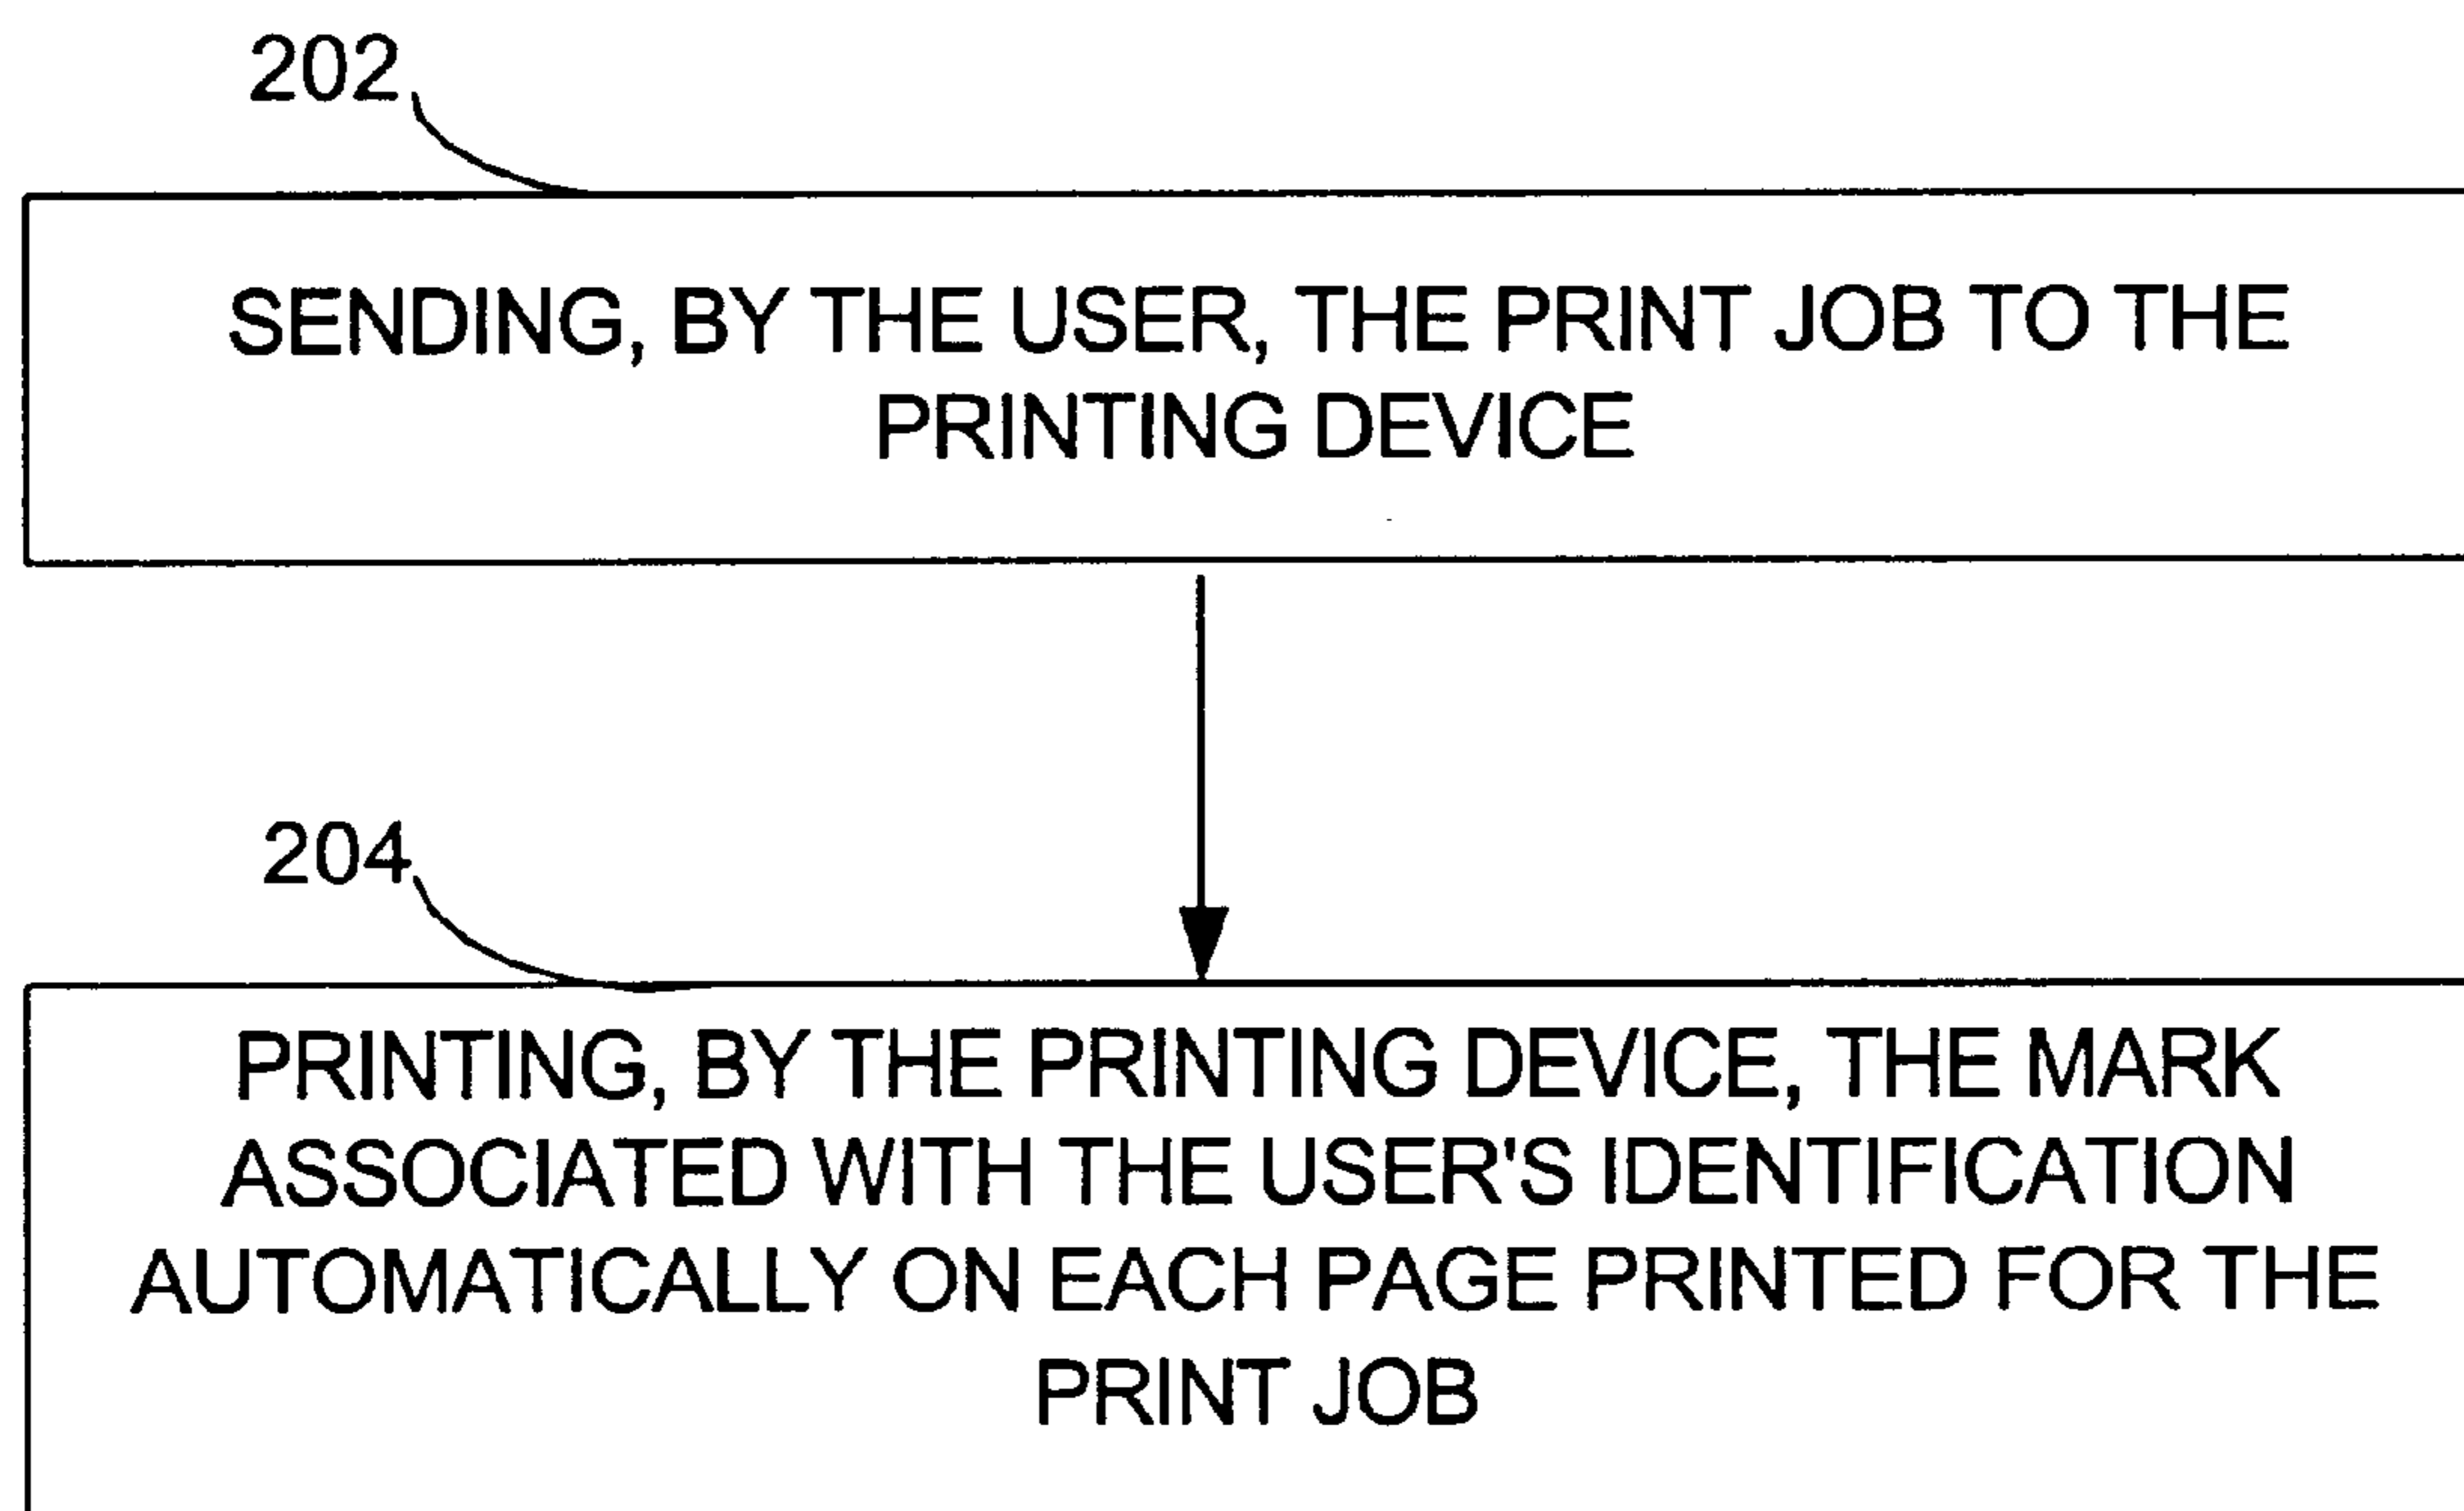 202
SENDING, BY THE USER, THE PRINT JOB TO THE
PRINTING DEVICE
204
PRINTING, BY THE PRINTING DEVICE, THE MARK
ASSOCIATED WITH THE USER'S IDENTIFICATION
AUTOMATICALLY ON EACH PAGE PRINTED FOR THE
PRINT JOB